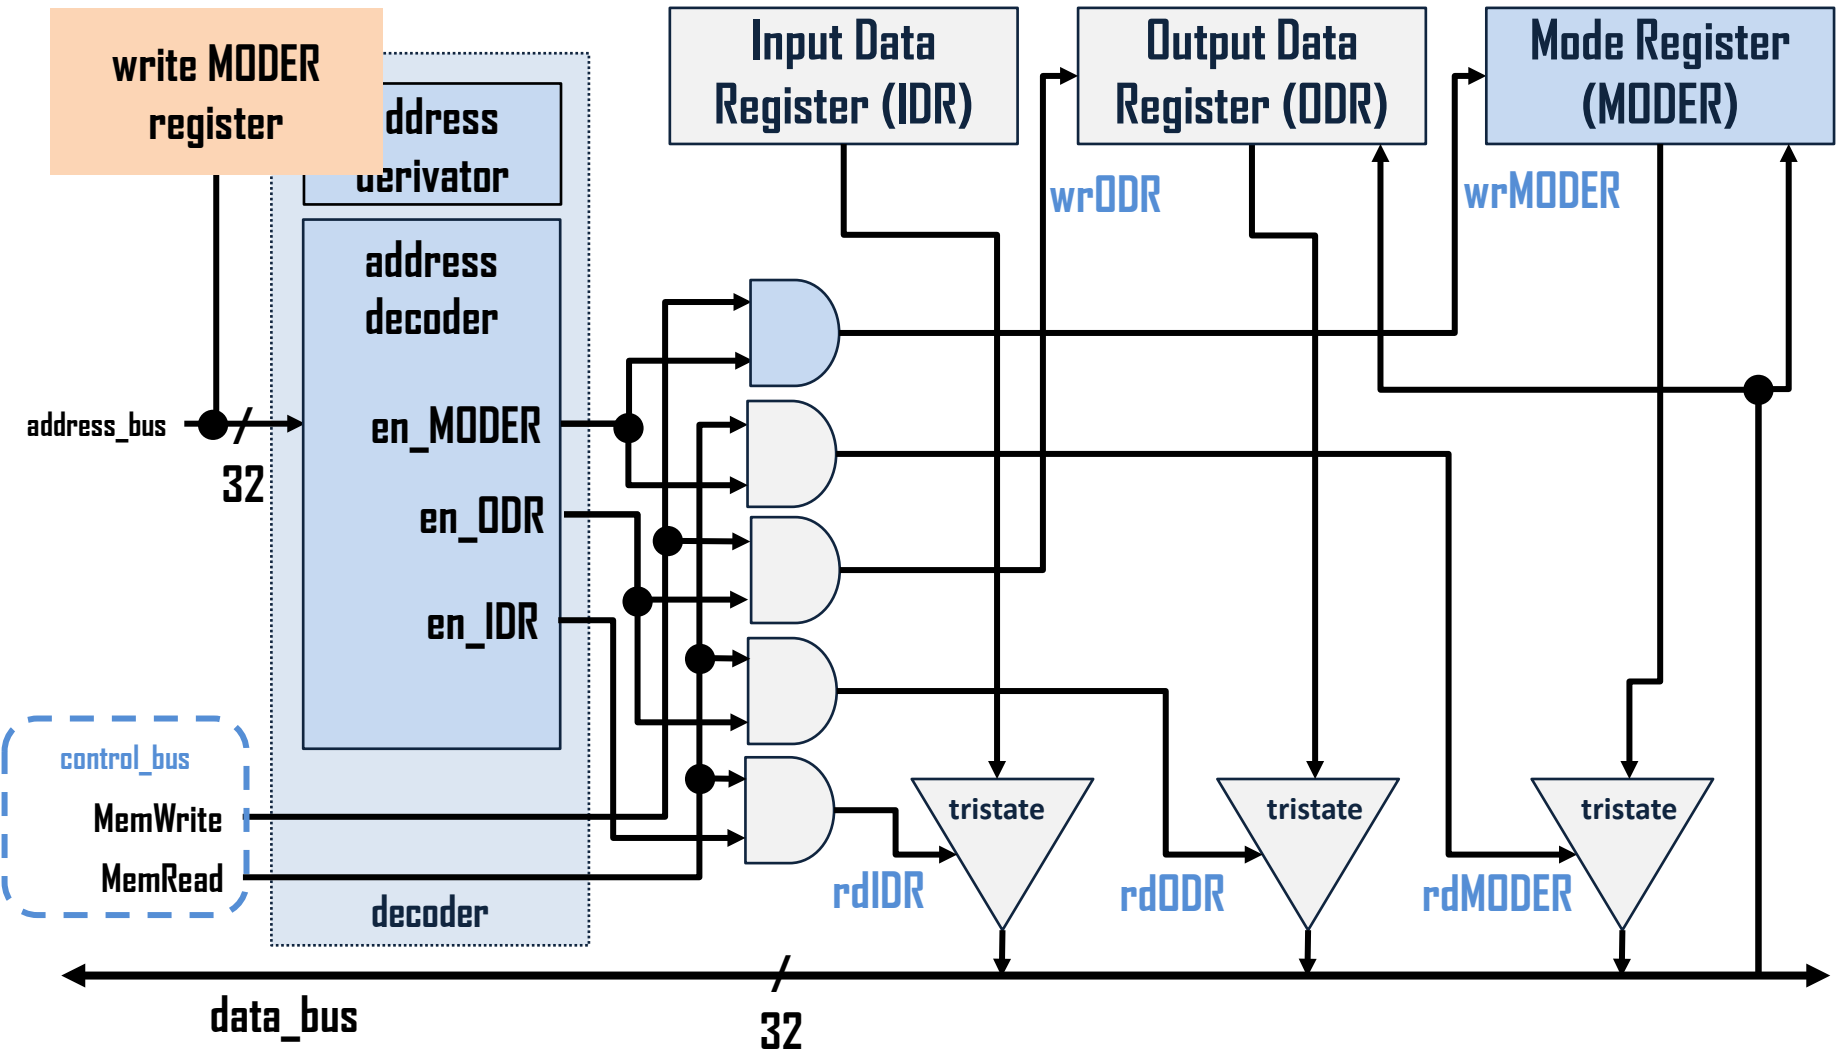 write MODER
register
ddress
derivator
Input Data
Register (IDR)
Output Data
Register (ODR)
Mode Register
(MODER)
wrODR
wrMODER
address
decoder
address_bus
32
en_MODER
en_ODR
en_IDR
control_bus
MemWrite
MemRead
decoder
tristate
tristate
tristate
rdIDR
rdODR
rdMODER
data_bus
32